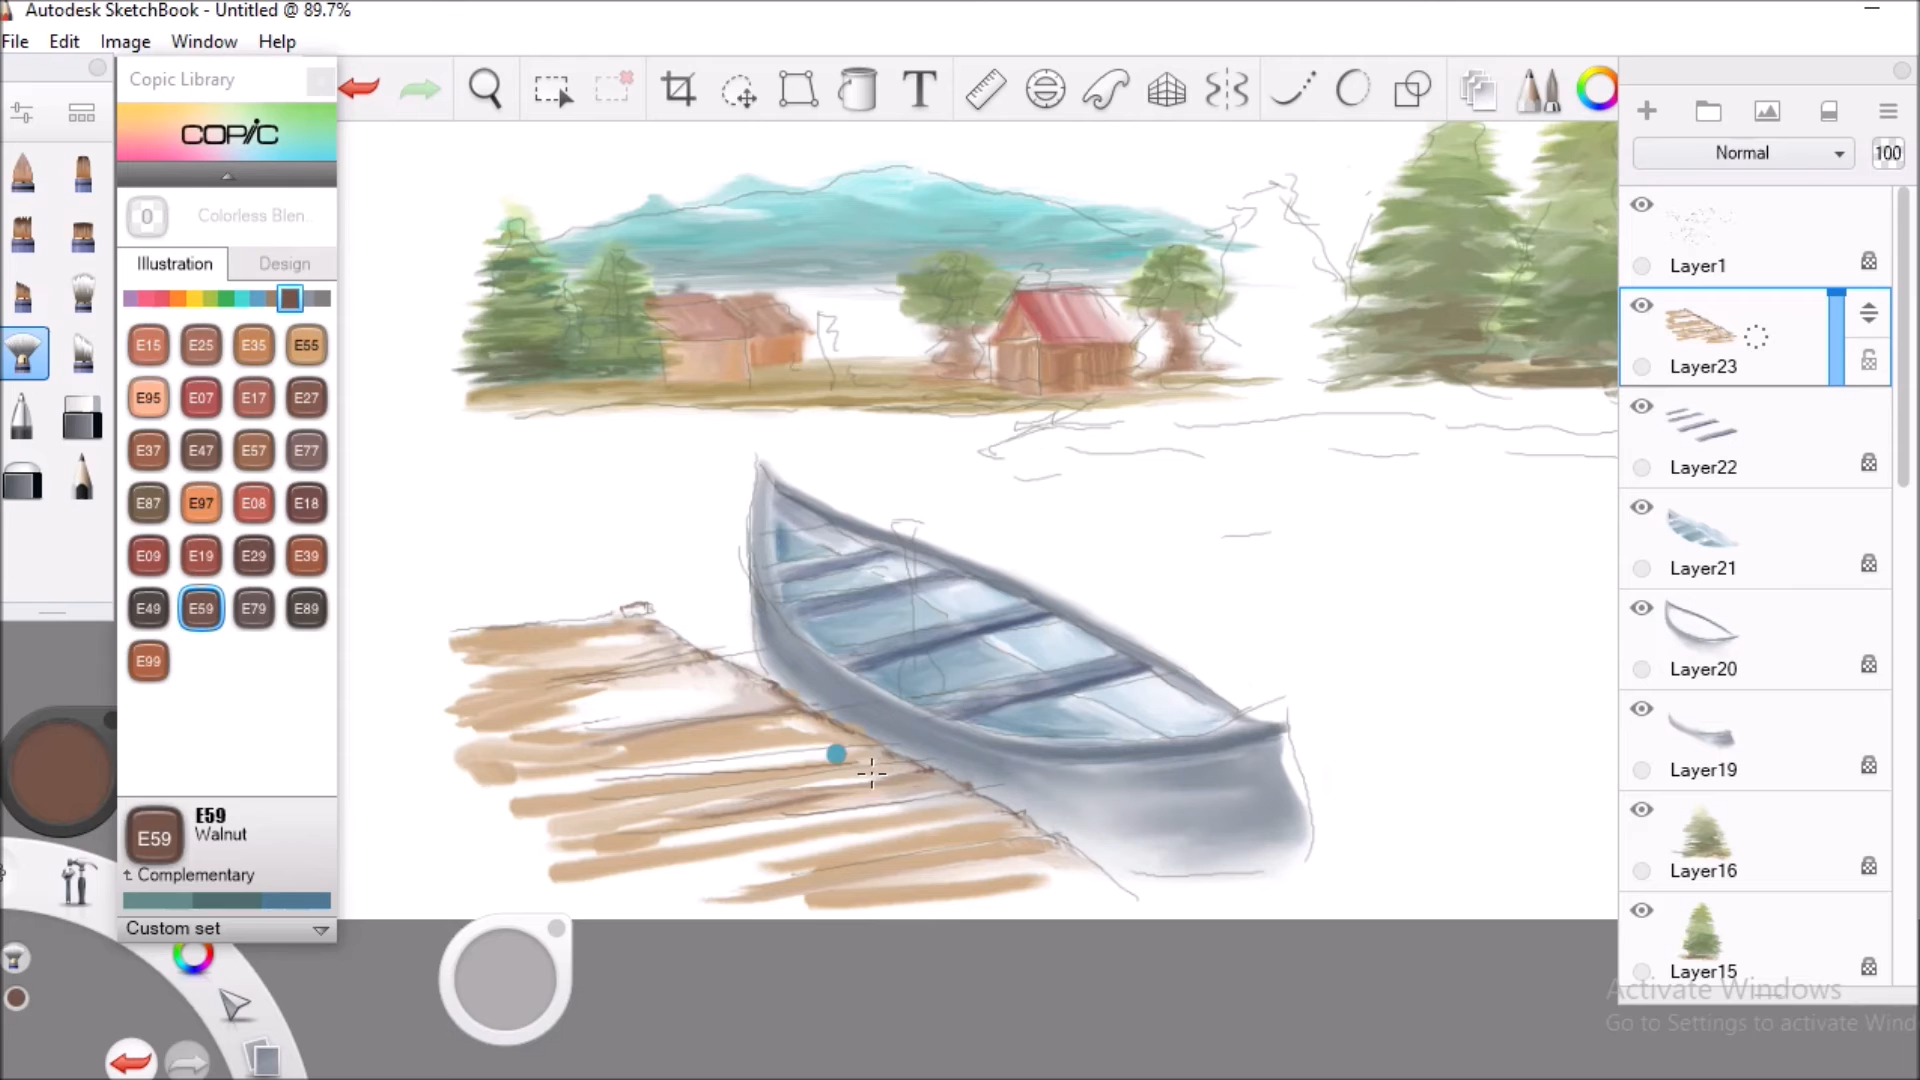 Autodesk SketchBook - Untitled @ 89.7%
File Edit Image Window Help
Copic Library
COPIC
0 Colorless Blen
Illustration Design
E15 E25 E35 E55
E95 E07 E17 E27
E37 E47 E57 E77
E87 E97 E08 E18
E09 E19 E29 E39
E49 E59 E79 E89
E99
E59
E59
Walnut
Complementary
Custom set
T
Normal 100
Layer1
Layer23
Layer22
Layer21
Layer20
Layer19
Layer16
Layer15
Activate Windows
Go to Settings to activate Wind